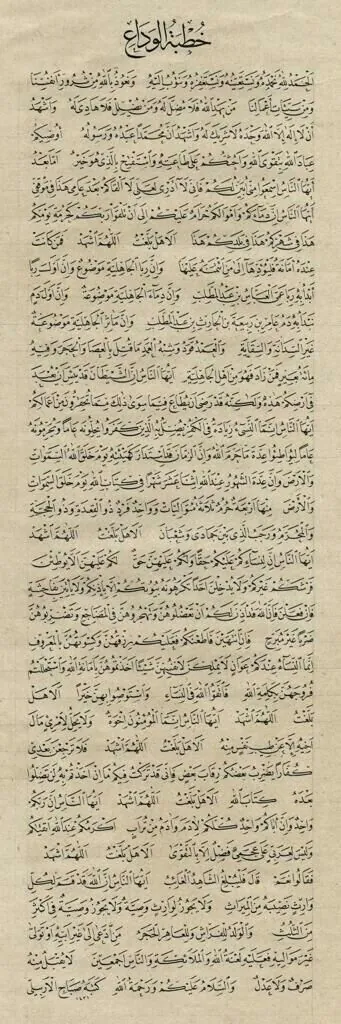 خُطبَةُ الوَدَاعِ
الحمد لله نحمده ونستعينه ونستغفره ونتوب إليه ونعوذ بالله من شرور أنفسنا
ومن سيئات أعمالنا من يهد الله فلا مضل له ومن يضلل فلا هادي له وأشهد
أن لا إله إلا الله وحده لا شريك له وأشهد أن محمدا عبده ورسوله أوصيكم
عباد الله بتقوى الله وأحثكم على طاعته وأستفتح بالذي هو خير أما بعد
أيها الناس اسمعوا مني أبين لكم فإني لا أدري لعلي لا ألقاكم بعد عامي هذا في موقفي
أيها الناس إن دماءكم وأموالكم حرام عليكم إلى أن تلقوا ربكم كحرمة يومكم
هذا في شهركم هذا في بلدكم هذا ألا هل بلغت اللهم اشهد فمن كانت
عنده أمانة فليؤدها إلى من ائتمنه عليها وإن ربا الجاهلية موضوع وإن أول ربا
أبدأ به ربا عمي العباس بن عبد المطلب وإن دماء الجاهلية موضوعة وإن أول دم
نبدأ به دم عامر بن ربيعة بن الحارث بن عبد المطلب وإن مآثر الجاهلية موضوعة
غير السدانة والسقاية والعمد قود وشبه العمد ما قتل بالعصا والحجر وفيه
مائة بعير فمن زاد فهو من أهل الجاهلية أيها الناس إن الشيطان قد يئس أن يعبد
في أرضكم هذه ولكنه قد رضي أن يطاع فيما سوى ذلك مما تحقرون من أعمالكم
أيها الناس إنما النسيء زيادة في الكفر يضل به الذين كفروا يحلونه عاما ويحرمونه
عاما ليواطئوا عدة ما حرم الله وإن الزمان قد استدار كهيئته يوم خلق الله السموات
والأرض وإن عدة الشهور عند الله اثنا عشر شهرا في كتاب الله يوم خلق السموات
والأرض منها أربعة حرم ثلاثة متواليات وواحد فرد ذو القعدة وذو الحجة
والمحرم ورجب الذي بين جمادى وشعبان ألا هل بلغت اللهم اشهد
أيها الناس إن لنسائكم عليكم حقا ولكم عليهن حق لكم عليهن ألا يوطئن
فرشكم غيركم ولا يدخلن أحدا تكرهونه بيوتكم إلا بإذنكم ولا يأتين بفاحشة
فإن فعلن فإن الله قد أذن لكم أن تعضلوهن وتهجروهن في المضاجع وتضربوهن
ضربا غير مبرح فإن انتهين وأطعنكم فعليكم رزقهن وكسوتهن بالمعروف
إنما النساء عندكم عوان لا يملكن لأنفسهن شيئا أخذتموهن بأمانة الله واستحللتم
فروجهن بكلمة الله فاتقوا الله في النساء واستوصوا بهن خيرا ألا هل
بلغت اللهم اشهد أيها الناس إنما المؤمنون إخوة ولا يحل لامرئ مال
أخيه إلا عن طيب نفس منه ألا هل بلغت اللهم اشهد فلا ترجعن بعدي
كفارا يضرب بعضكم رقاب بعض فإني قد تركت فيكم ما إن أخذتم به لن تضلوا
بعده كتاب الله ألا هل بلغت اللهم اشهد أيها الناس إن ربكم
واحد وإن أباكم واحد كلكم لآدم وآدم من تراب أكرمكم عند الله أتقاكم
وليس لعربي على عجمي فضل إلا بالتقوى ألا هل بلغت اللهم اشهد
فقالوا نعم قال فليبلغ الشاهد الغائب أيها الناس إن الله قد قسم لكل
وارث نصيبه من الميراث ولا يجوز لوارث وصية ولا يجوز وصية في أكثر
من الثلث والولد للفراش وللعاهر الحجر من ادعى إلى غير أبيه أو تولى
غير مواليه فعليه لعنة الله والملائكة والناس أجمعين لا يقبل منه
صرف ولا عدل والسلام عليكم ورحمة الله كتبه صباح الأربيلي